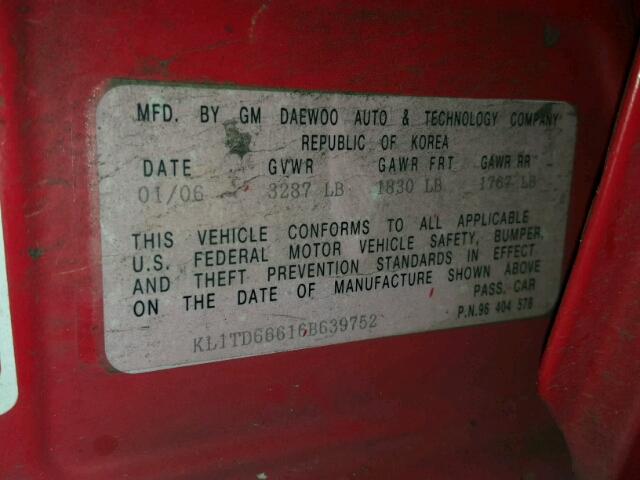 MFD. BY GM DAEWOO AUTO & TECHNOLOGY COMPANY
REPUBLIC OF KOREA
DATE GVWR GAWR FRT GAWR RR
01/06 3287 LB 1830 LB 1767 LB
THIS VEHICLE CONFORMS TO ALL APPLICABLE
U.S. FEDERAL MOTOR VEHICLE SAFETY, BUMPER,
AND THEFT PREVENTION STANDARDS IN EFFECT
ON THE DATE OF MANUFACTURE SHOWN ABOVE
PASS. CAR
P.N.96 404 578
KL1TD66616B639752